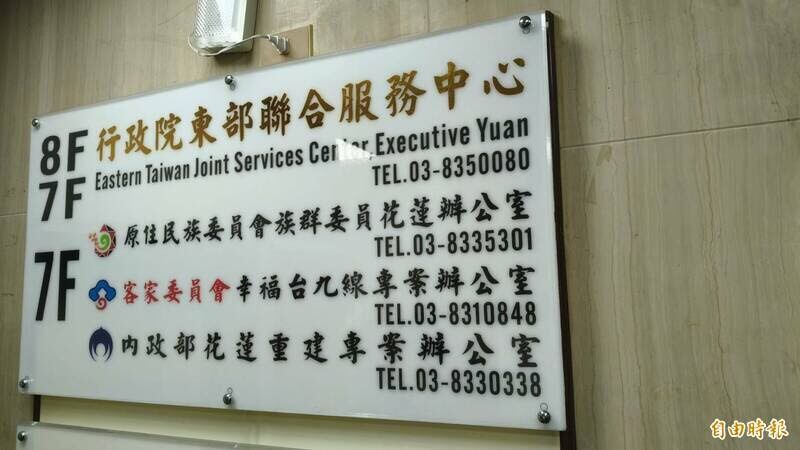 8F 行政院東部聯合服務中心
7F Eastern Taiwan Joint Services Center, Executive Yuan
TEL.03-8350080
7F 原住民族委員會族群委員花蓮辦公室
TEL.03-8335301
客家委員會幸福台九線專案辦公室
TEL.03-8310848
內政部花蓮重建專案辦公室
TEL.03-8330338
自由時報